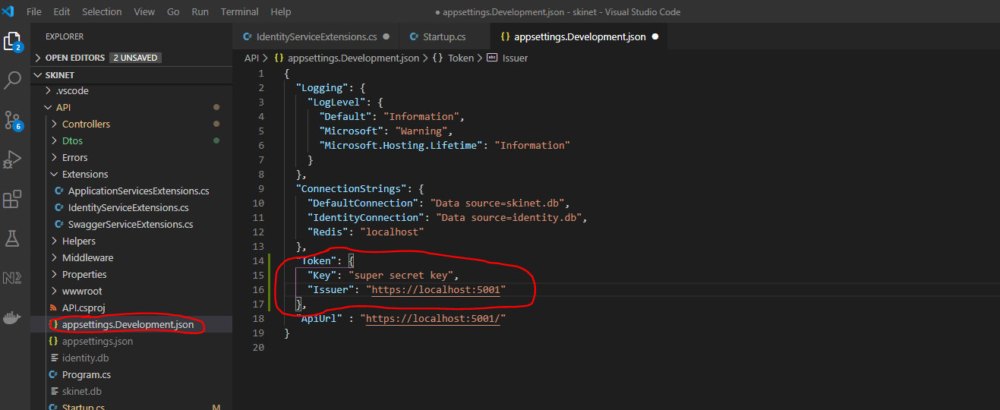 File Edit Selection View Go Run Terminal Help
● appsettings.Development.json - skinet - Visual Studio Code
EXPLORER
OPEN EDITORS 2 UNSAVED
SKINET
.vscode
API
Controllers
Dtos
Errors
Extensions
C# ApplicationServicesExtensions.cs
C# IdentityServiceExtensions.cs
C# SwaggerServiceExtensions.cs
Helpers
Middleware
Properties
wwwroot
API.csproj
{} appsettings.Development.json
{} appsettings.json
identity.db
C# Program.cs
skinet.db
C# Startup.cs M
2
6
C# IdentityServiceExtensions.cs ●
C# Startup.cs
{} appsettings.Development.json ●
API > {} appsettings.Development.json > {} Token > abc Issuer
1 {
2 "Logging": {
3 "LogLevel": {
4 "Default": "Information",
5 "Microsoft": "Warning",
6 "Microsoft.Hosting.Lifetime": "Information"
7 }
8 },
9 "ConnectionStrings": {
10 "DefaultConnection": "Data source=skinet.db",
11 "IdentityConnection": "Data source=identity.db",
12 "Redis": "localhost"
13 },
14 "Token": {
15 "Key": "super secret key",
16 "Issuer": "https://localhost:5001"
17 },
18 "ApiUrl" : "https://localhost:5001/"
19 }
20